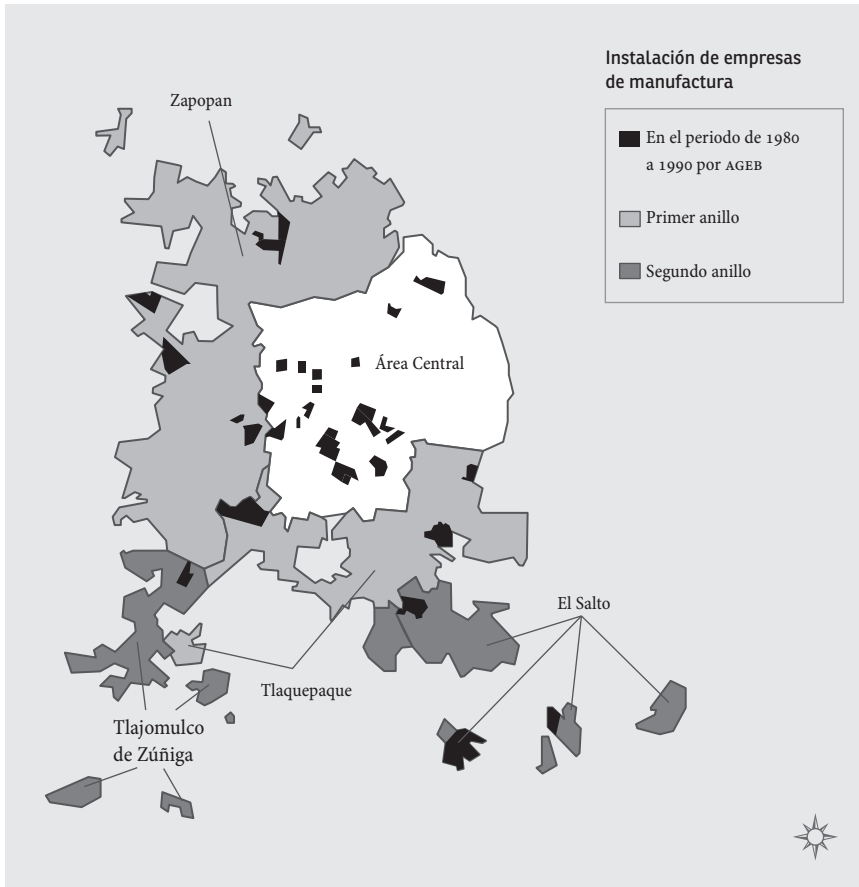 Instalación de empresas
de manufactura
En el periodo de 1980
a 1990 por AGEB
Primer anillo
Segundo anillo
Zapopan
Área Central
El Salto
Tlaquepaque
Tlajomulco
de Zúñiga